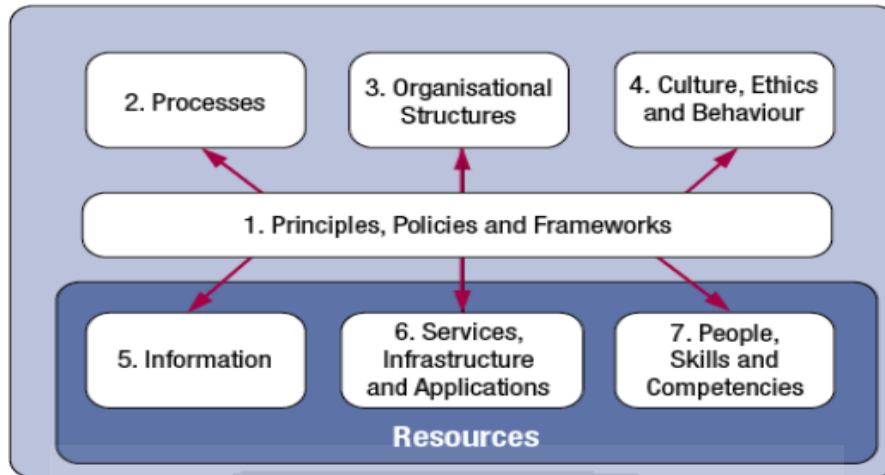 2. Processes
3. Organisational
Structures
4. Culture, Ethics
and Behaviour
1. Principles, Policies and Frameworks
5. Information
6. Services,
Infrastructure
and Applications
7. People,
Skills and
Competencies
Resources